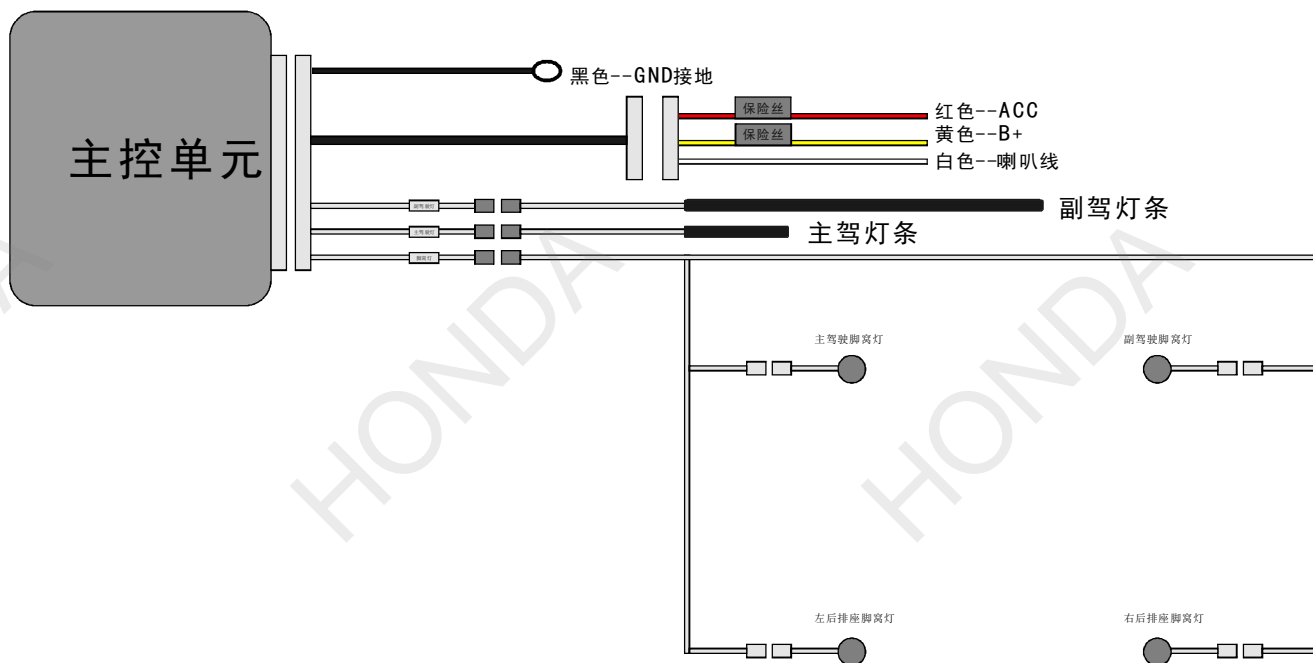 黑色--GND接地
保险丝
红色--ACC
保险丝
黄色--B+
主控单元
白色--喇叭线
副驾灯条
主驾灯条
HONDA
HONDA
主驾驶脚窝灯
副驾驶脚窝灯
左后排座脚窝灯
右后排座脚窝灯